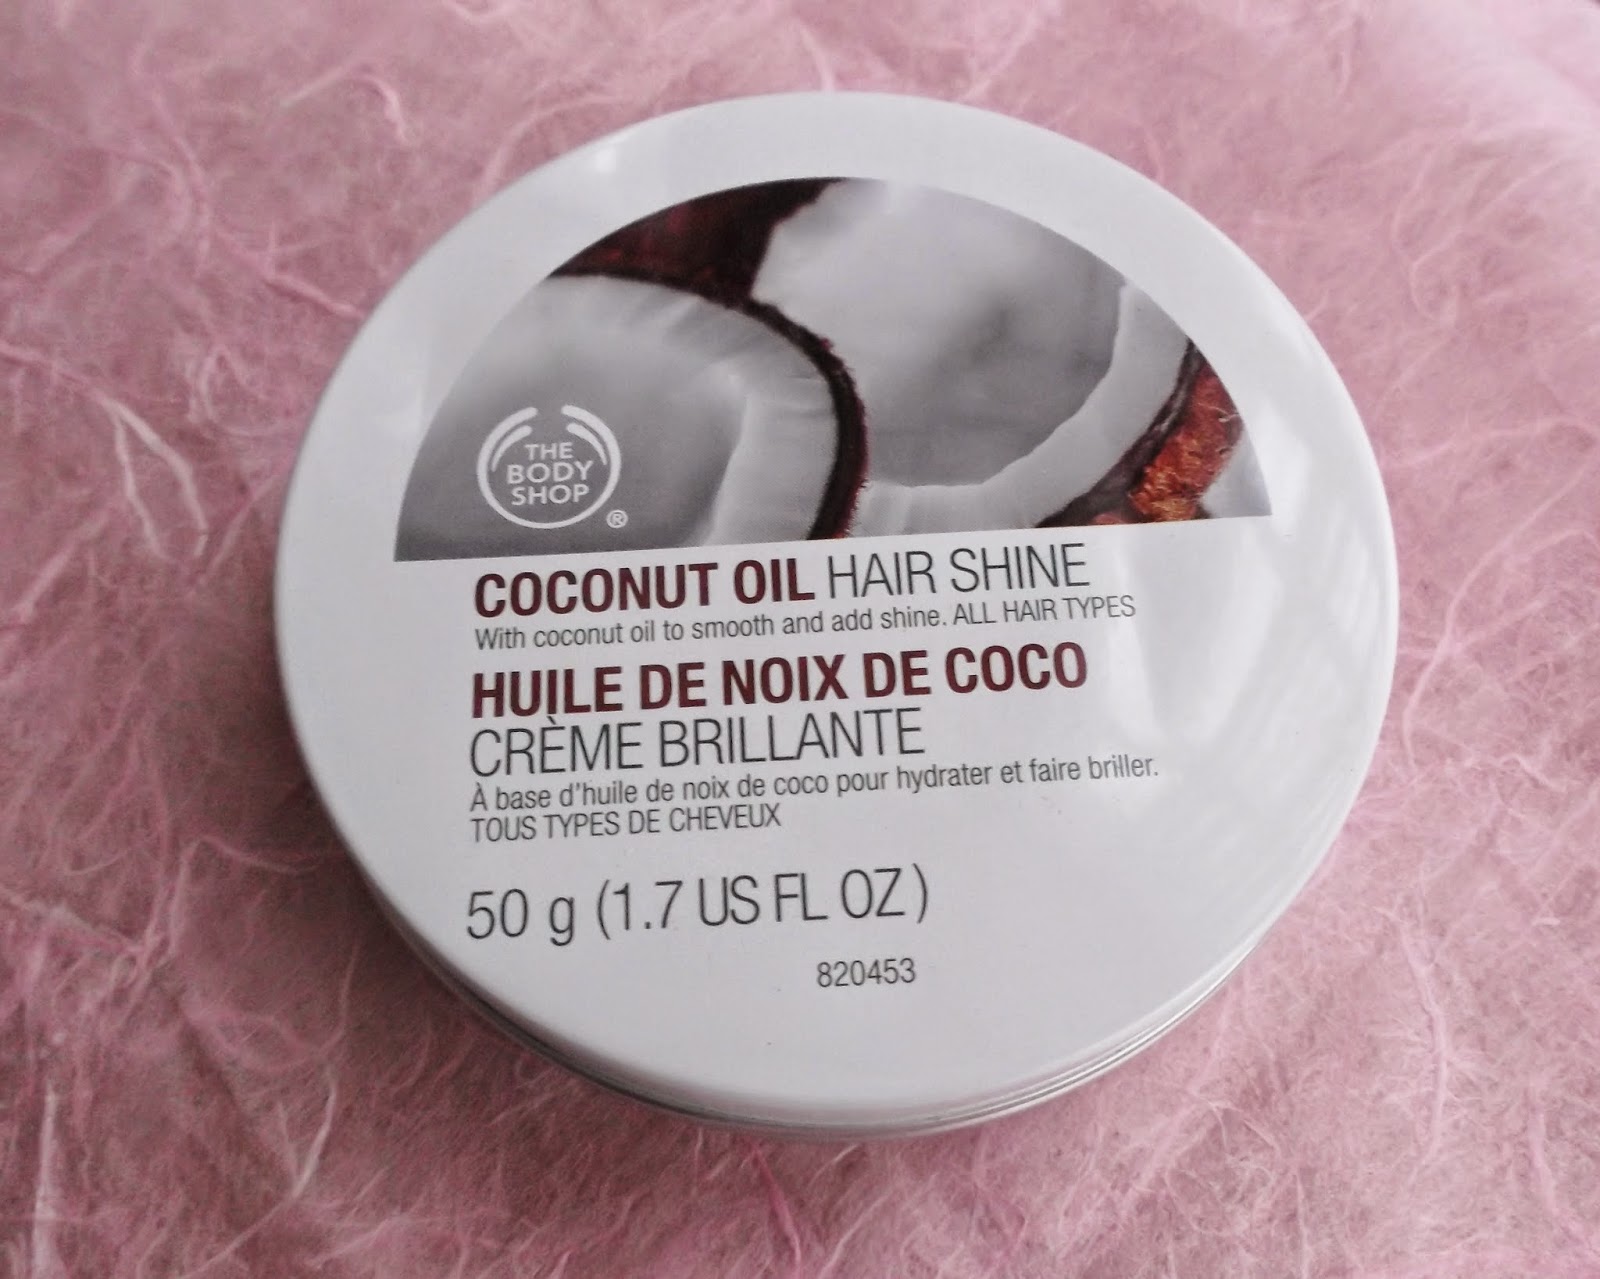 THE
BODY
SHOP
®
COCONUT OIL HAIR SHINE
With coconut oil to smooth and add shine. ALL HAIR TYPES
HUILE DE NOIX DE COCO
CRÈME BRILLANTE
À base d'huile de noix de coco pour hydrater et faire briller.
TOUS TYPES DE CHEVEUX
50 g (1.7 US FL OZ)
820453